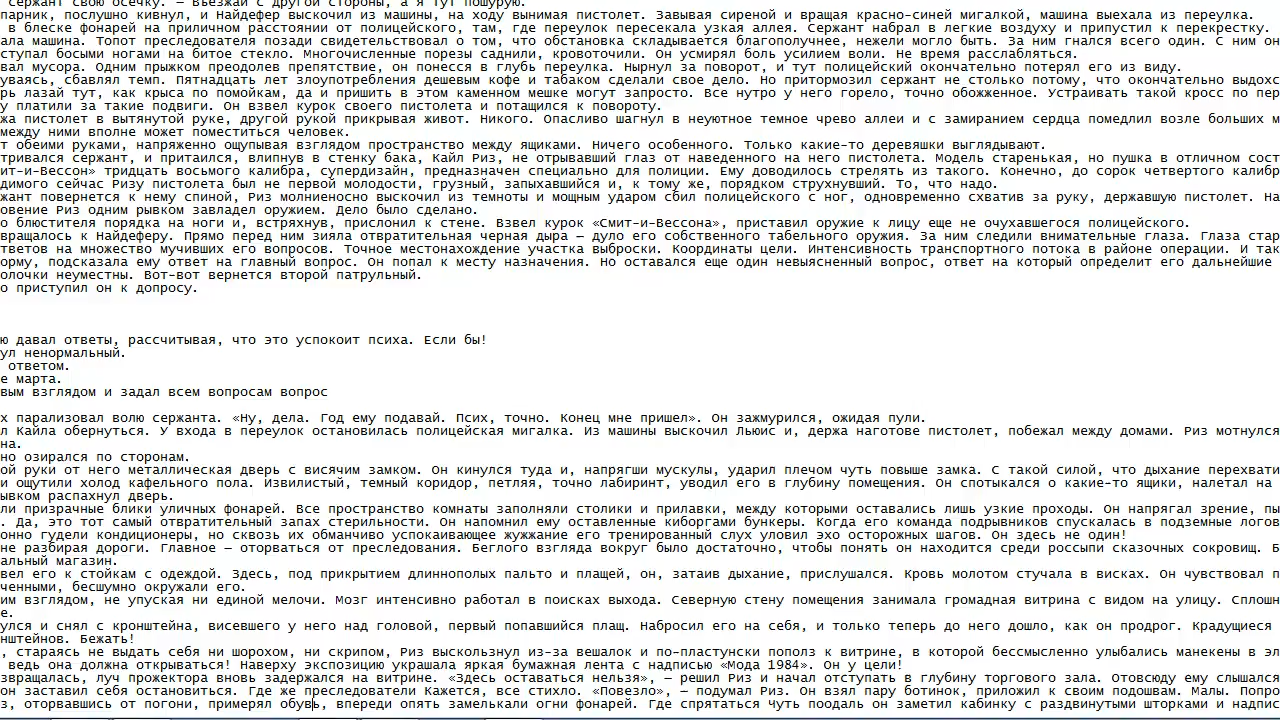 сержант свою осечку. — Въезжай с другой стороны, а я тут пошурую.
парник, послушно кивнул, и Найдефер выскочил из машины, на ходу вынимая пистолет. Завывая сиреной и вращая красно-синей мигалкой, машина выехала из переулка.
в блеске фонарей на приличном расстоянии от полицейского, там, где переулок пересекала узкая аллея. Сержант набрал в легкие воздуху и припустил к перекрестку.
ала машина. Топот преследователя позади свидетельствовал о том, что обстановка складывается благополучнее, нежели могло быть. За ним гнался всего один. С ним он
ступал босыми ногами на битое стекло. Многочисленные порезы саднили, кровоточили. Он усмирял боль усилием воли. Не время расслабляться.
вал мусора. Одним прыжком преодолев препятствие, он понесся в глубь переулка. Нырнул за поворот, и тут полицейский окончательно потерял его из виду.
уваясь, сбавлял темп. Пятнадцать лет злоупотребления дешевым кофе и табаком сделали свое дело. Но притормозил сержант не столько потому, что окончательно выдохс
рь лазай тут, как крыса по помойкам, да и пришить в этом каменном мешке могут запросто. Все нутро у него горело, точно обожженное. Устраивать такой кросс по пер
у платили за такие подвиги. Он взвел курок своего пистолета и потащился к повороту.
жа пистолет в вытянутой руке, другой рукой прикрывая живот. Никого. Опасливо шагнул в неуютное темное чрево аллеи и с замиранием сердца помедлил возле больших м
между ними вполне может поместиться человек.
т обеими руками, напряженно ощупывая взглядом пространство между ящиками. Ничего особенного. Только какие-то деревяшки выглядывают.
тривался сержант, и притаился, влипнув в стенку бака, Кайл Риз, не отрывавший глаз от наведенного на него пистолета. Модель старенькая, но пушка в отличном сост
ит-и-Вессон» тридцать восьмого калибра, супердизайн, предназначен специально для полиции. Ему доводилось стрелять из такого. Конечно, до сорок четвертого калибр
димого сейчас Ризу пистолета был не первой молодости, грузный, запыхавшийся и, к тому же, порядком струхнувший. То, что надо.
жант повернется к нему спиной, Риз молниеносно выскочил из темноты и мощным ударом сбил полицейского с ног, одновременно схватив за руку, державшую пистолет. На
овение Риз одним рывком завладел оружием. Дело было сделано.
о блюстителя порядка на ноги и, встряхнув, прислонил к стене. Взвел курок «Смит-и-Вессона», приставил оружие к лицу еще не очухавшегося полицейского.
вращалось к Найдеферу. Прямо перед ним зияла отвратительная черная дыра — дуло его собственного табельного оружия. За ним следили внимательные глаза. Глаза стар
тветов на множество мучивших его вопросов. Точное местонахождение участка выброски. Координаты цели. Интенсивность транспортного потока в районе операции. И так
орму, подсказала ему ответ на главный вопрос. Он попал к месту назначения. Но оставался еще один невыясненный вопрос, ответ на который определит его дальнейшие
олочки неуместны. Вот-вот вернется второй патрульный.
о приступил он к допросу.
ю давал ответы, рассчитывая, что это успокоит психа. Если бы!
ул ненормальный.
ответом.
е марта.
вым взглядом и задал всем вопросам вопрос
х парализовал волю сержанта. «Ну, дела. Год ему подавай. Псих, точно. Конец мне пришел». Он зажмурился, ожидая пули.
л Кайла обернуться. У входа в переулок остановилась полицейская мигалка. Из машины выскочил Льюис и, держа наготове пистолет, побежал между домами. Риз мотнулся
на.
но озирался по сторонам.
ой руки от него металлическая дверь с висячим замком. Он кинулся туда и, напрягши мускулы, ударил плечом чуть повыше замка. С такой силой, что дыхание перехвати
и ощутили холод кафельного пола. Извилистый, темный коридор, петляя, точно лабиринт, уводил его в глубину помещения. Он спотыкался о какие-то ящики, налетал на
ывком распахнул дверь.
ли призрачные блики уличных фонарей. Все пространство комнаты заполняли столики и прилавки, между которыми оставались лишь узкие проходы. Он напрягал зрение, пы
. Да, это тот самый отвратительный запах стерильности. Он напомнил ему оставленные киборгами бункеры. Когда его команда подрывников спускалась в подземные логов
онно гудели кондиционеры, но сквозь их обманчиво успокаивающее жужжание его тренированный слух уловил эхо осторожных шагов. Он здесь не один!
не разбирая дороги. Главное — оторваться от преследования. Беглого взгляда вокруг было достаточно, чтобы понять он находится среди россыпи сказочных сокровищ. Б
альный магазин.
вел его к стойкам с одеждой. Здесь, под прикрытием длиннополых пальто и плащей, он, затаив дыхание, прислушался. Кровь молотом стучала в висках. Он чувствовал п
ченными, бесшумно окружали его.
им взглядом, не упуская ни единой мелочи. Мозг интенсивно работал в поисках выхода. Северную стену помещения занимала громадная витрина с видом на улицу. Сплошн
е.
улся и снял с кронштейна, висевшего у него над головой, первый попавшийся плащ. Набросил его на себя, и только теперь до него дошло, как он продрог. Крадущиеся
нштейнов. Бежать!
, стараясь не выдать себя ни шорохом, ни скрипом, Риз выскользнул из-за вешалок и по-пластунски пополз к витрине, в которой бессмысленно улыбались манекены в эл
ведь она должна открываться! Наверху экспозицию украшала яркая бумажная лента с надписью «Мода 1984». Он у цели!
звращалась, луч прожектора вновь задержался на витрине. «Здесь оставаться нельзя», — решил Риз и начал отступать в глубину торгового зала. Отовсюду ему слышался
он заставил себя остановиться. Где же преследователи Кажется, все стихло. «Повезло», — подумал Риз. Он взял пару ботинок, приложил к своим подошвам. Малы. Попро
з, оторвавшись от погони, примерял обувь, впереди опять замелькали огни фонарей. Где спрятаться Чуть поодаль он заметил кабинку с раздвинутыми шторками и надпис